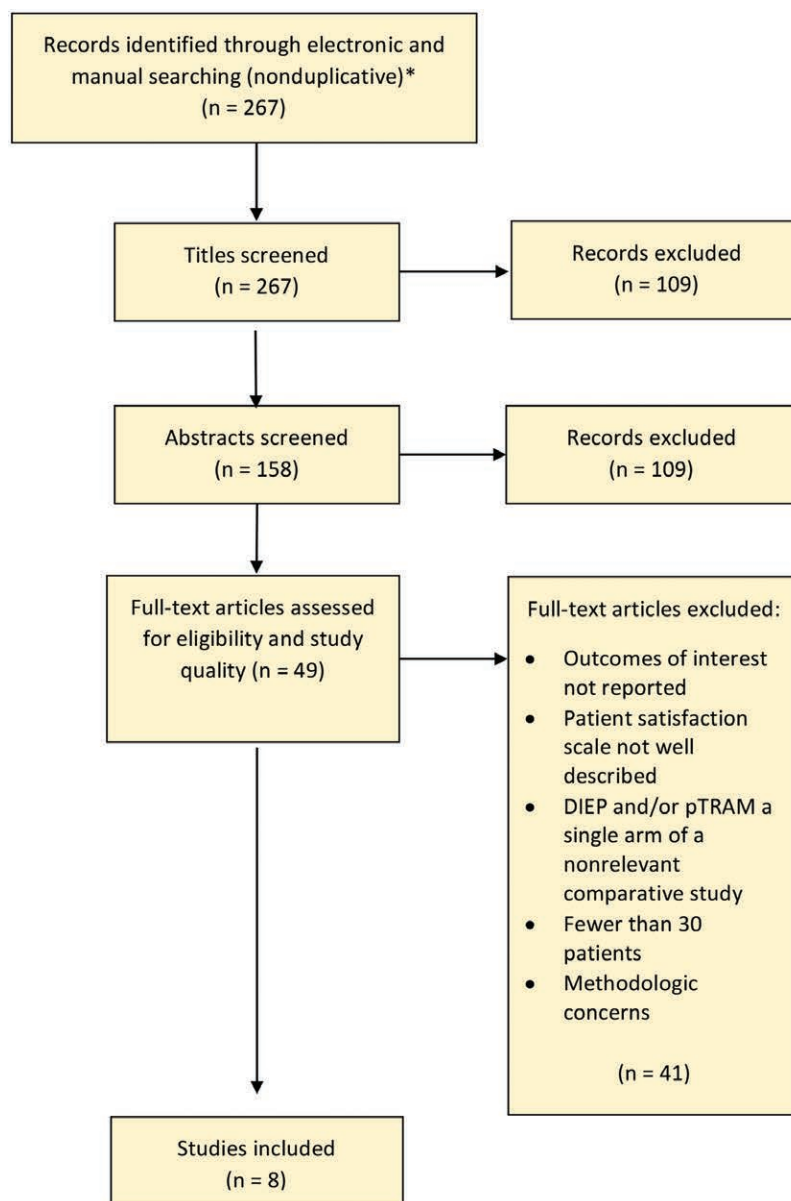 Records identified through electronic and
manual searching (nonduplicative)*
(n = 267)
Titles screened
(n = 267)
Records excluded
(n = 109)
Abstracts screened
(n = 158)
Records excluded
(n = 109)
Full-text articles assessed
for eligibility and study
quality (n = 49)
Full-text articles excluded:
• Outcomes of interest
not reported
• Patient satisfaction
scale not well
described
• DIEP and/or pTRAM a
single arm of a
nonrelevant
comparative study
• Fewer than 30
patients
• Methodologic
concerns
(n = 41)
Studies included
(n = 8)